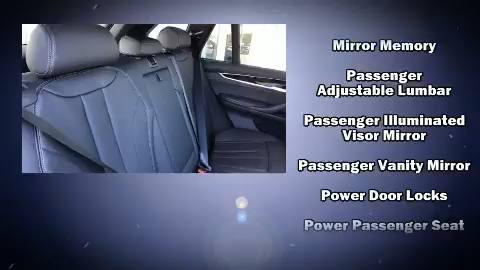 Mirror Memory
Passenger
Adjustable Lumbar
Passenger Illuminated
Visor Mirror
Passenger Vanity Mirror
Power Door Locks
Power Passenger Seat